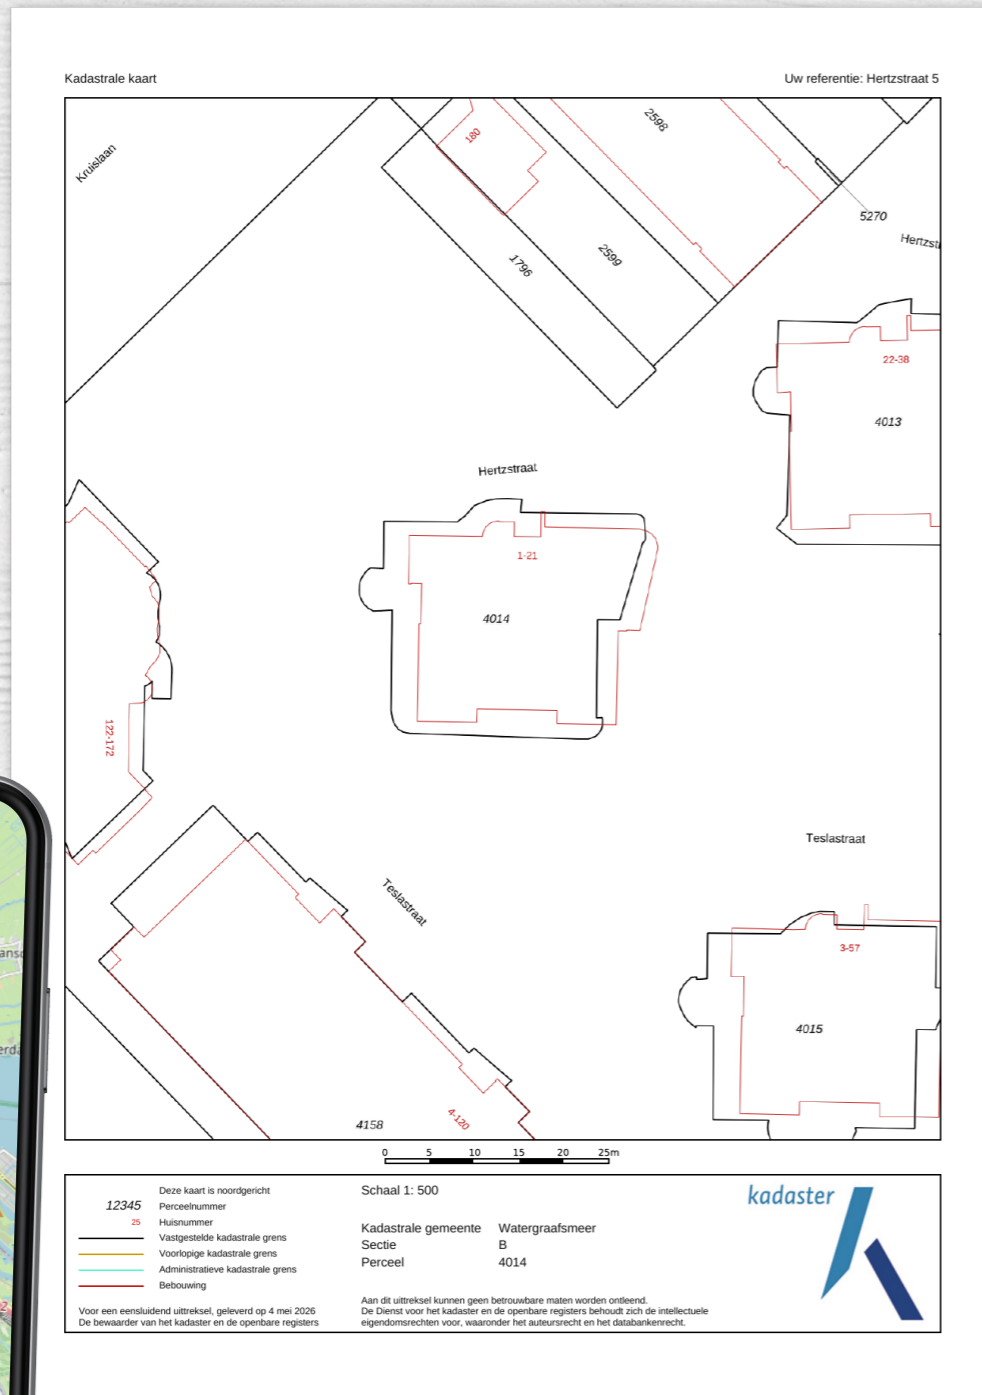 Kadastrale kaart
Uw referentie: Hertzstraat 5
Kruislaan
180
2598
5270
2599
1796
22-38
4013
Hertzstraat
1-21
4014
122-172
Teslastraat
Teslastraat
3-57
4015
4-120
4158
0 5 10 15 20 25m
12345
25
Deze kaart is noordgericht
Perceelnummer
Huisnummer
Vastgestelde kadastrale grens
Voorlopige kadastrale grens
Administratieve kadastrale grens
Bebouwing
Voor een eensluidend uittreksel, geleverd op 4 mei 2026
De bewaarder van het kadaster en de openbare registers
Schaal 1: 500
Kadastrale gemeente Watergraafsmeer
Sectie B
Perceel 4014
Aan dit uittreksel kunnen geen betrouwbare maten worden ontleend.
De Dienst voor het kadaster en de openbare registers behoudt zich de intellectuele
eigendomsrechten voor, waaronder het auteursrecht en het databankenrecht.
kadaster